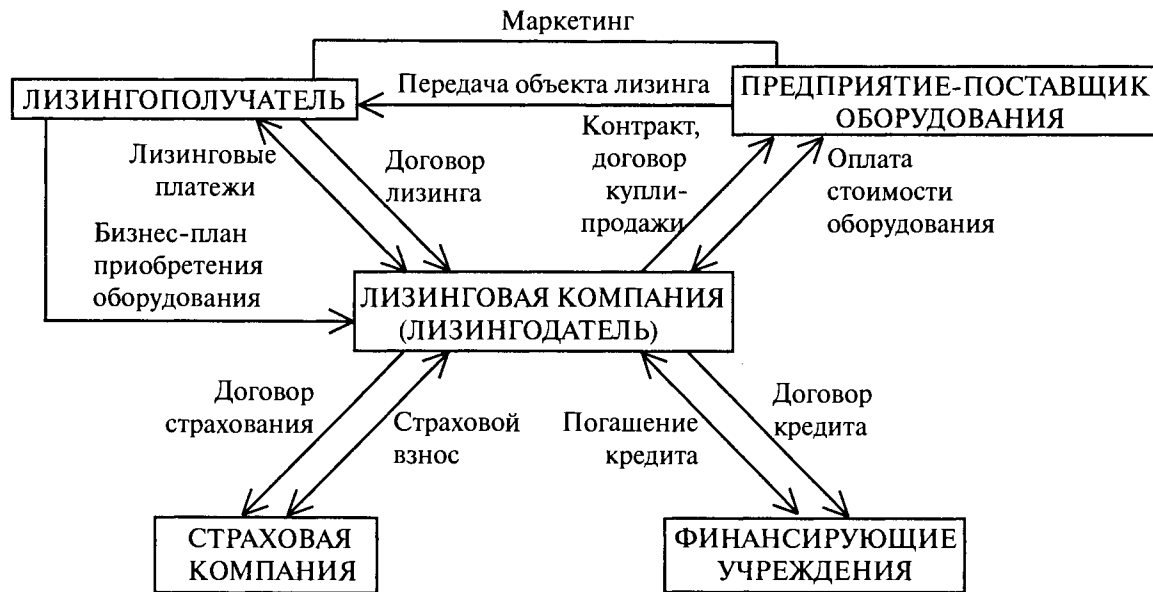 Маркетинг
ЛИЗИНГОПОЛУЧАТЕЛЬ
Передача объекта лизинга
ПРЕДПРИЯТИЕ-ПОСТАВЩИК
ОБОРУДОВАНИЯ
Лизинговые
платежи
Договор
лизинга
Контракт,
договор
купли-
продажи
Оплата
стоимости
оборудования
Бизнес-план
приобретения
оборудования
ЛИЗИНГОВАЯ КОМПАНИЯ
(ЛИЗИНГОДАТЕЛЬ)
Договор
страхования
Страховой
взнос
Погашение
кредита
Договор
кредита
СТРАХОВАЯ
КОМПАНИЯ
ФИНАНСИРУЮЩИЕ
УЧРЕЖДЕНИЯ